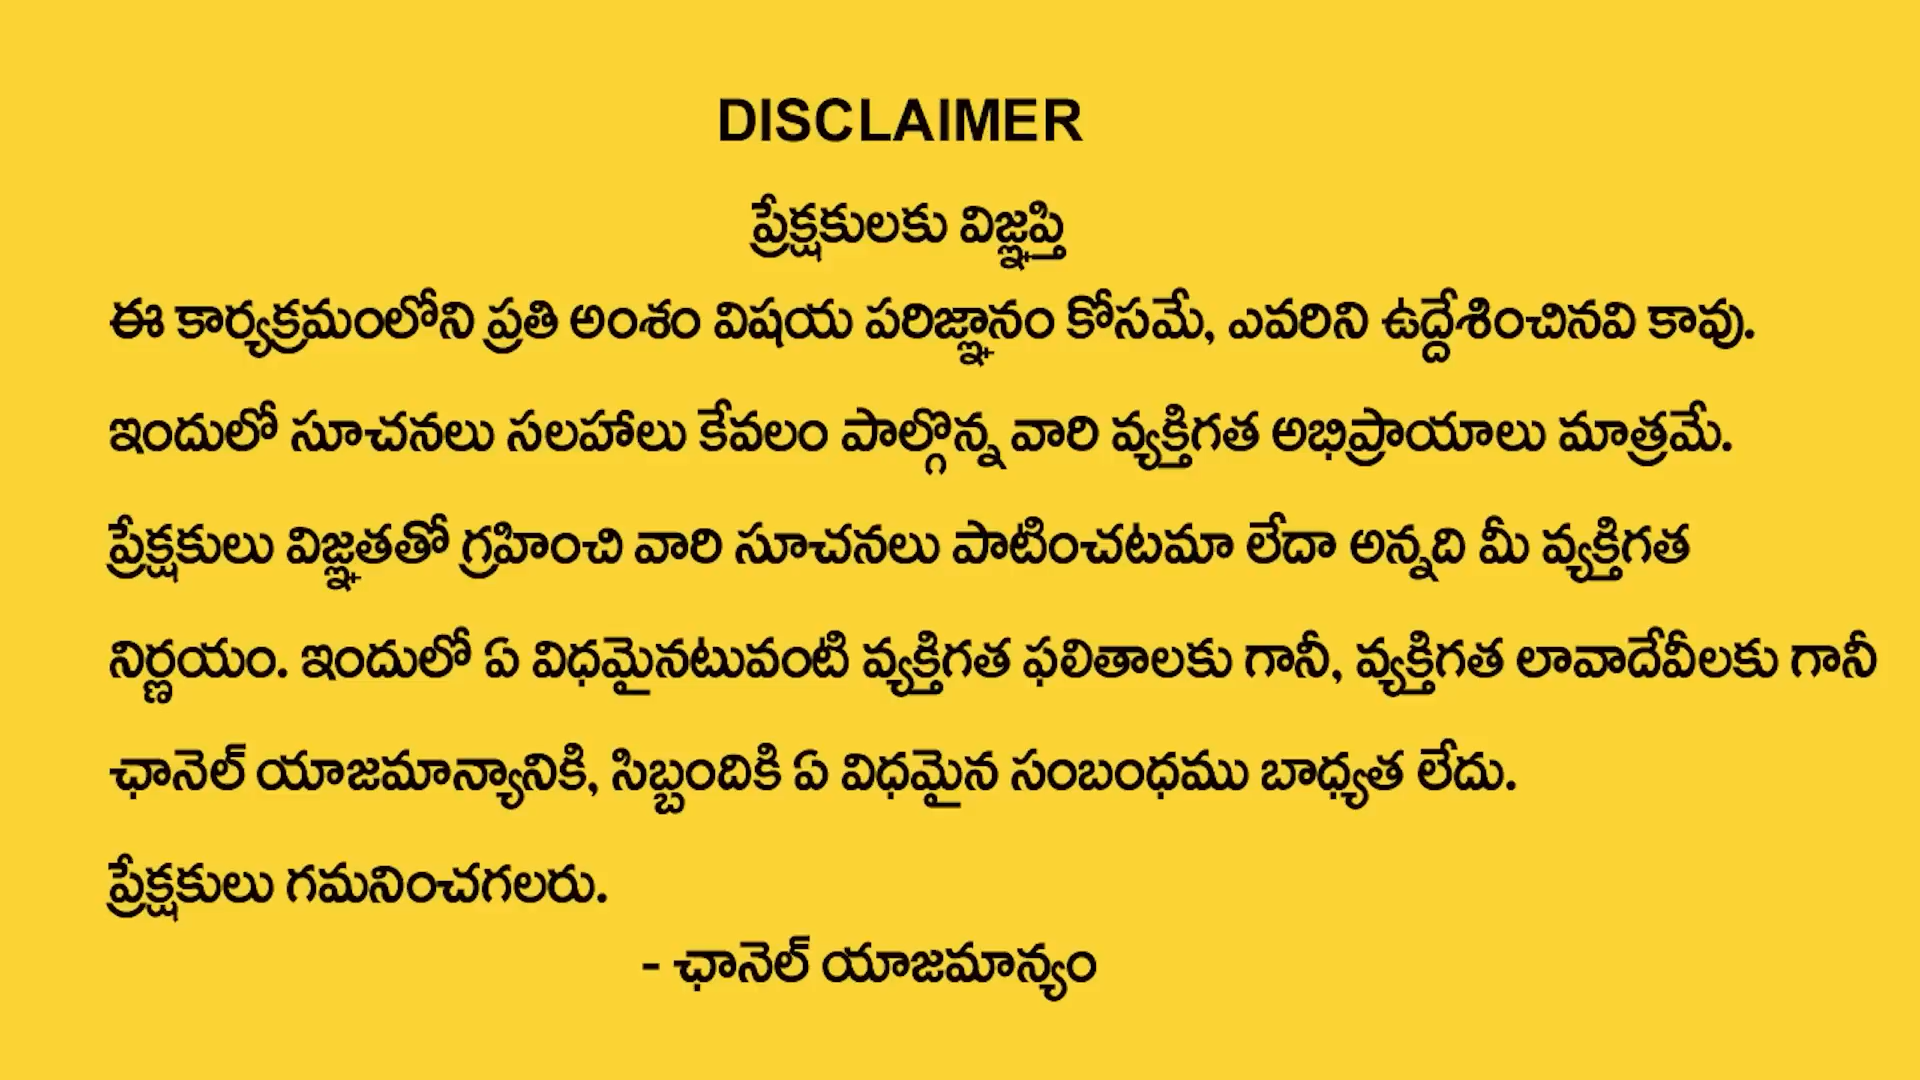 DISCLAIMER
ప్రేక్షకులకు విజ్ఞప్తి
ఈ కార్యక్రమంలోని ప్రతి అంశం విషయ పరిజ్ఞానం కోసమే, ఎవరిని ఉద్దేశించినవి కావు.
ఇందులో సూచనలు సలహాలు కేవలం పాల్గొన్న వారి వ్యక్తిగత అభిప్రాయాలు మాత్రమే.
ప్రేక్షకులు విజ్ఞతతో గ్రహించి వారి సూచనలు పాటించటమా లేదా అన్నది మీ వ్యక్తిగత
నిర్ణయం. ఇందులో ఏ విధమైనటువంటి వ్యక్తిగత ఫలితాలకు గానీ, వ్యక్తిగత లావాదేవీలకు గానీ
ఛానెల్ యాజమాన్యానికి, సిబ్బందికి ఏ విధమైన సంబంధము బాధ్యత లేదు.
ప్రేక్షకులు గమనించగలరు.
- ఛానెల్ యాజమాన్యం